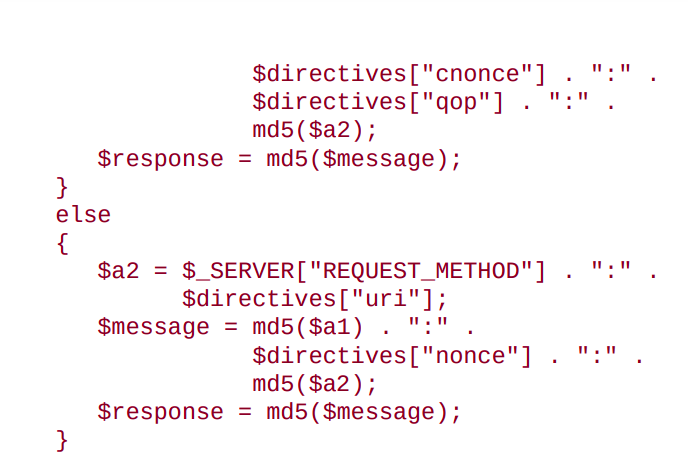 $directives["cnonce"] . ":" .
$directives["qop"] . ":" .
md5($a2);
$response = md5($message);
}
else
{
$a2 = $_SERVER["REQUEST_METHOD"] . ":" .
$directives["uri"];
$message = md5($a1) . ":" .
$directives["nonce"] . ":" .
md5($a2);
$response = md5($message);
}